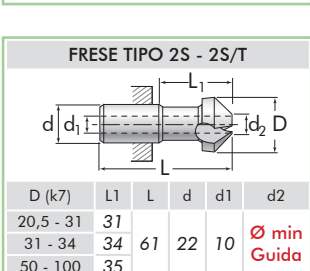 FRESE TIPO 2S - 2S/T
L1
d d1 d2 D
L
D (k7) L1 L d d1 d2
20,5 - 31 31
31 - 34 34 61 22 10 Ø min Guida
50 - 100 35